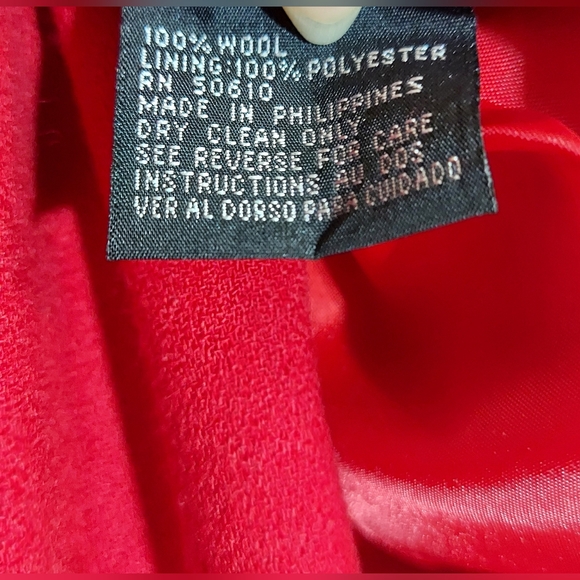 100% WOOL
LINING:100% POLYESTER
RN 50610
MADE IN PHILIPPINES
DRY CLEAN ONLY
SEE REVERSE FOR CARE
INSTRUCTIONS AU DOS
VER AL DORSO PARA CUIDADO